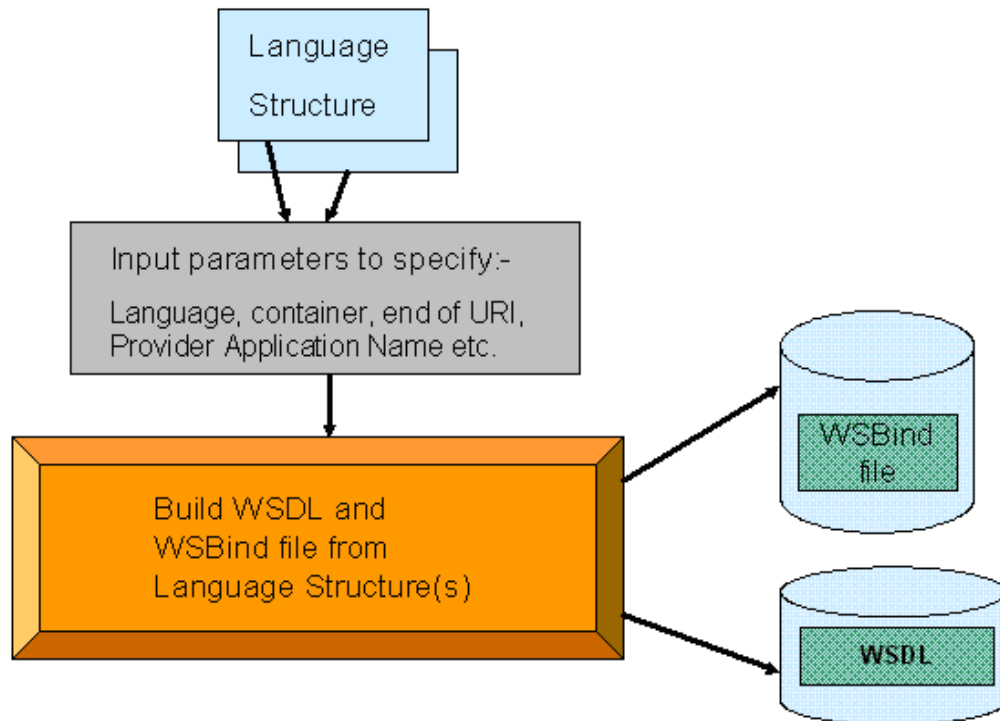 Language
Structure
Input parameters to specify:-
Language, container, end of URI,
Provider Application Name etc.
Build WSDL and
WSBind file from
Language Structure(s)
WSBind
file
WSDL